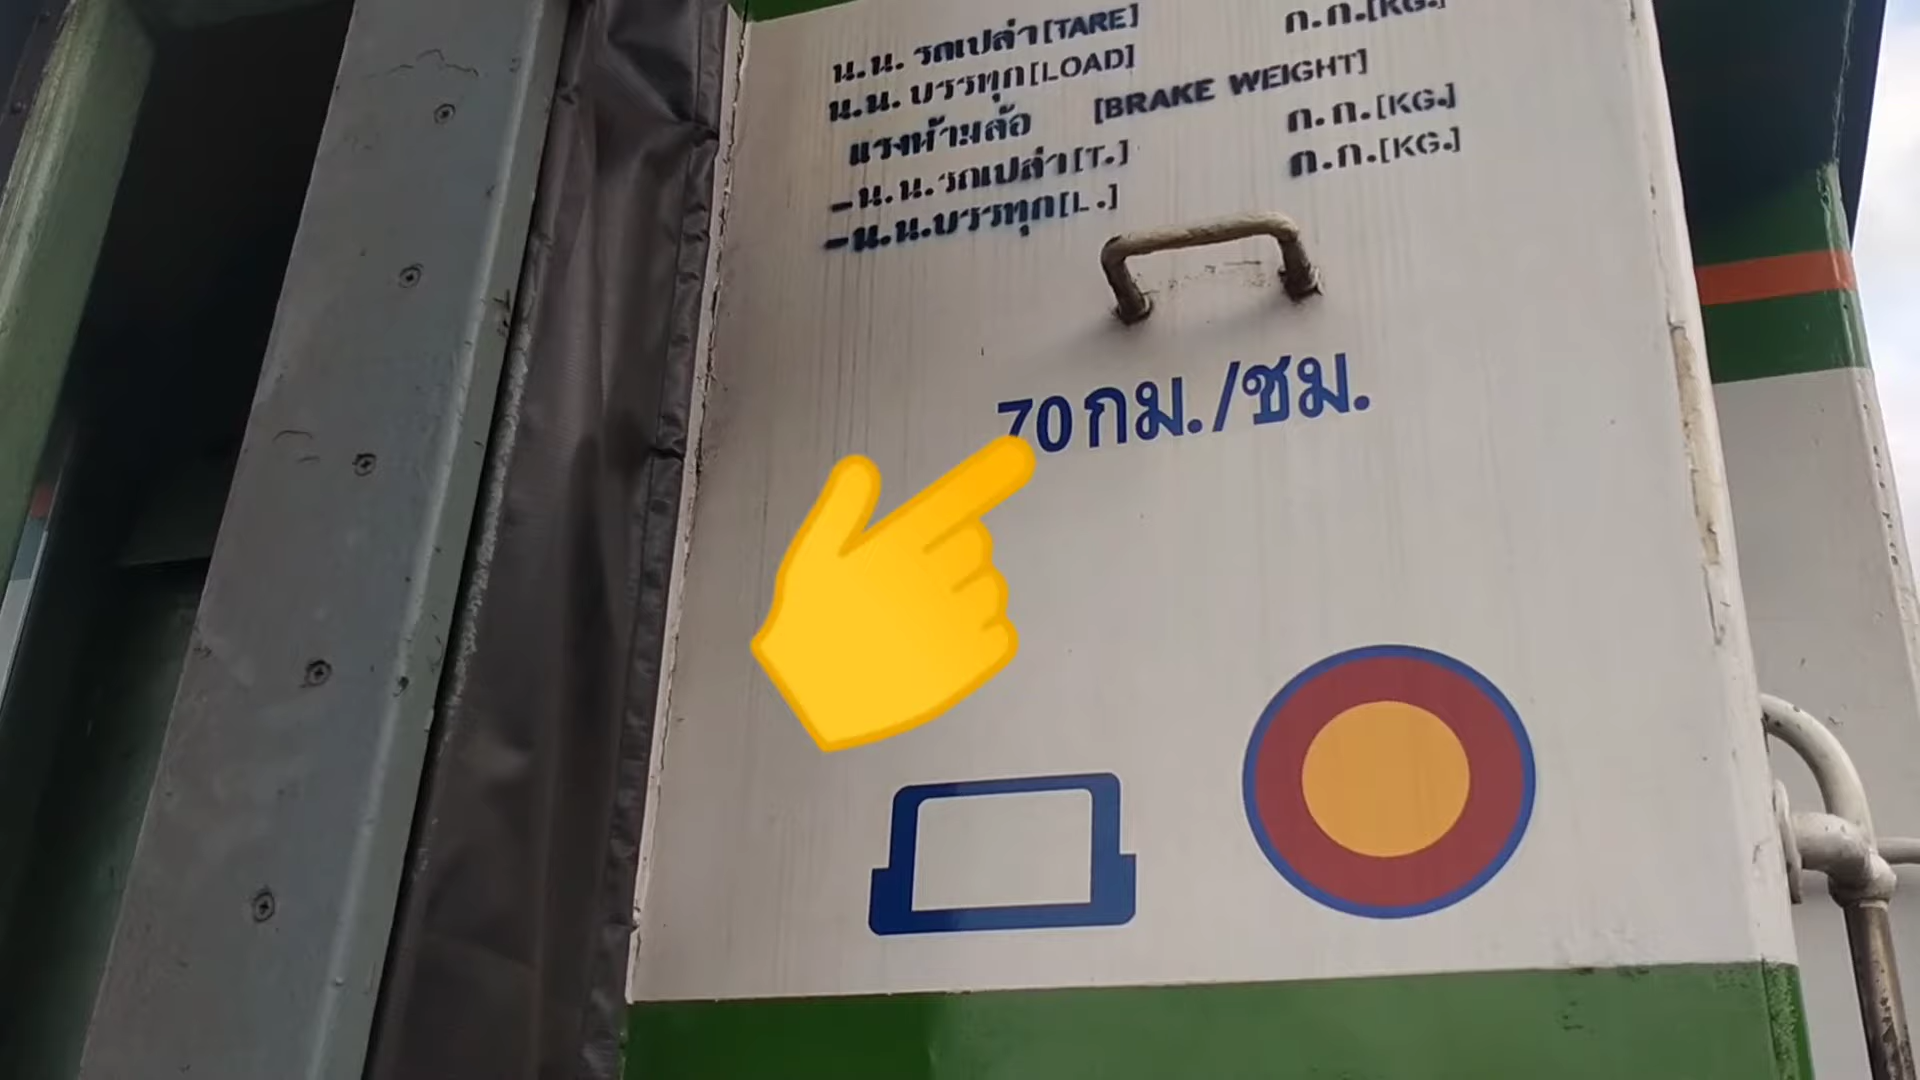 น.น. รถเปล่า [TARE] ก.ก.[KG.]
น.น. บรรทุก [LOAD]
แรงห้ามล้อ [BRAKE WEIGHT]
-น.น.รถเปล่า [T.] ก.ก.[KG.]
-น.น.บรรทุก [L.] ก.ก.[KG.]
70 กม./ชม.